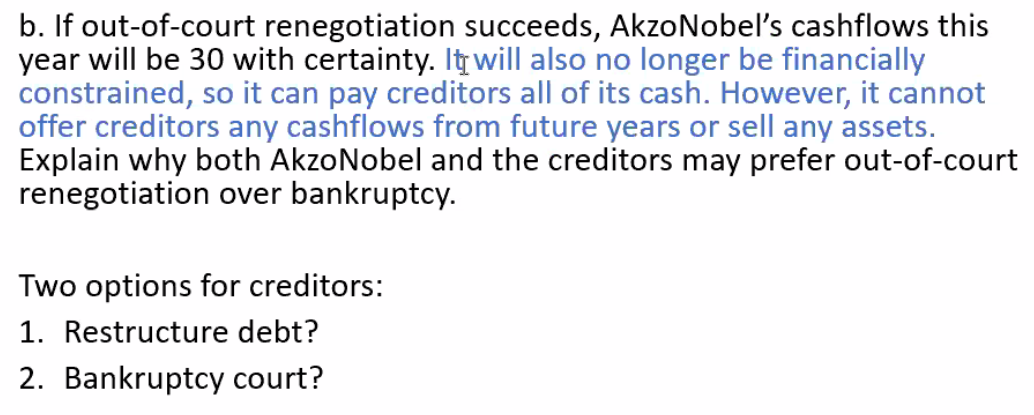 b. If out-of-court renegotiation succeeds, AkzoNobel’s cashflows this
year will be 30 with certainty. It will also no longer be financially
constrained, so it can pay creditors all of its cash. However, it cannot
offer creditors any cashflows from future years or sell any assets.
Explain why both AkzoNobel and the creditors may prefer out-of-court
renegotiation over bankruptcy.
Two options for creditors:
1. Restructure debt?
2. Bankruptcy court?